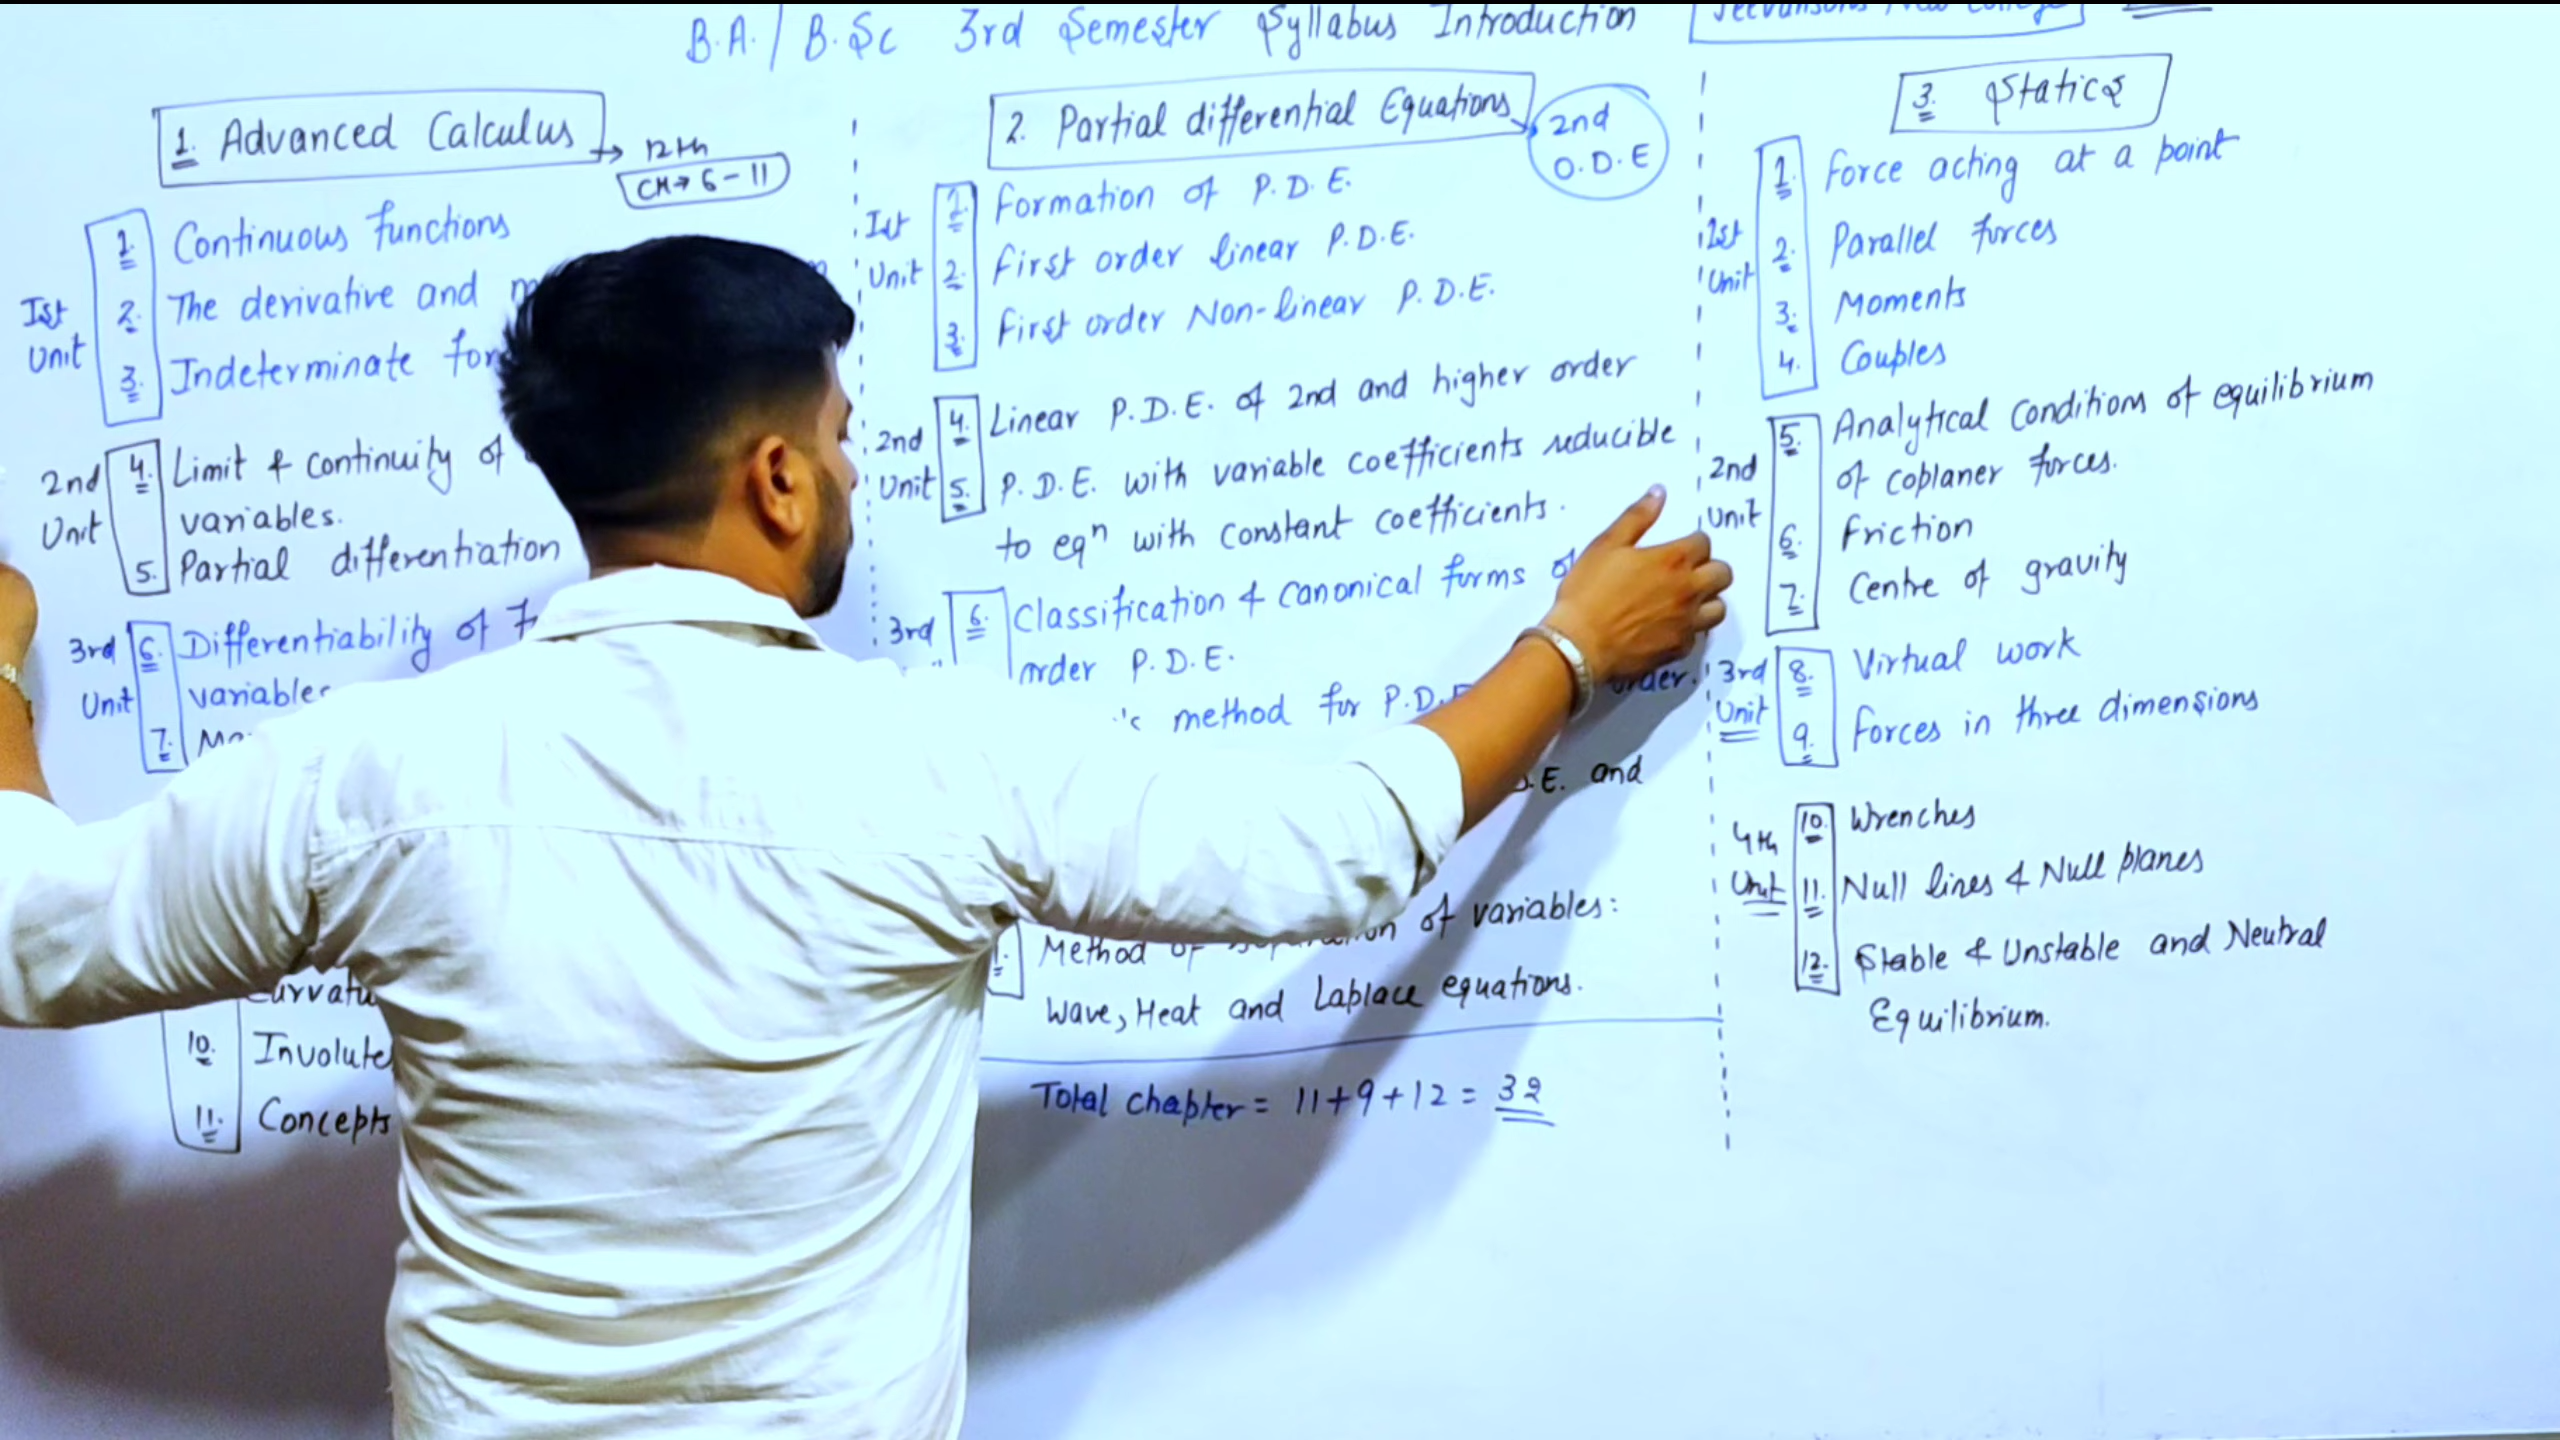 B.A. / B.Sc 3rd Semester Syllabus Introduction
1. Advanced Calculus
12th
CH→ 6-11
Ist Unit
1. Continuous functions
2. The derivative and
3. Indeterminate
2nd Unit
4. Limit & continuity of
variables.
5. Partial differentiation
3rd Unit
6. Differentiability of
variables
7.
10. Involutes
11. Concepts
2. Partial differential Equations
2nd
O.D.E
Ist Unit
1. Formation of P.D.E.
2. First order linear P.D.E.
3. First order Non-linear P.D.E.
2nd Unit
4. Linear P.D.E. of 2nd and higher order
5. P.D.E. with variable coefficients reducible
to eqn with constant coefficients.
3rd
6. Classification & canonical forms of
order P.D.E.
method for P.D.E order.
D.E. and
Method of of variables:
Wave, Heat and Laplace equations.
Total chapter = 11+9+12 = 32
3. Statics
Ist Unit
1. Force acting at a point
2. Parallel forces
3. Moments
4. Couples
2nd Unit
5. Analytical Conditions of equilibrium
of coplaner forces.
6. Friction
7. Centre of gravity
3rd Unit
8. Virtual work
9. Forces in three dimensions
4th Unit
10. Wrenches
11. Null lines & Null planes
12. Stable & Unstable and Neutral
Equilibrium.